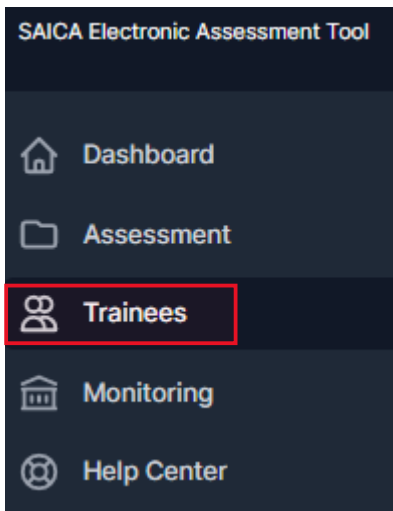 SAICA Electronic Assessment Tool
Dashboard
Assessment
Trainees
Monitoring
Help Center